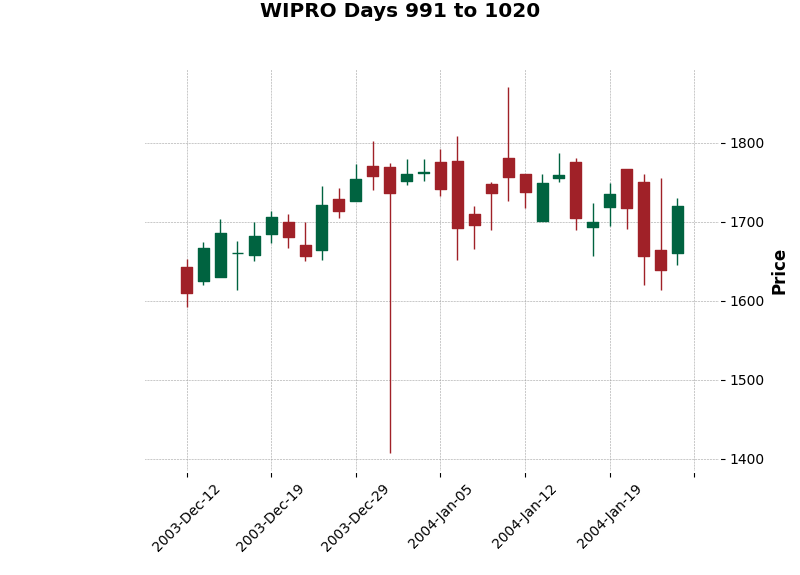 WIPRO Days 991 to 1020
1800
1700
1600
1500
1400
Price
2003-Dec-12
2003-Dec-19
2003-Dec-29
2004-Jan-05
2004-Jan-12
2004-Jan-19